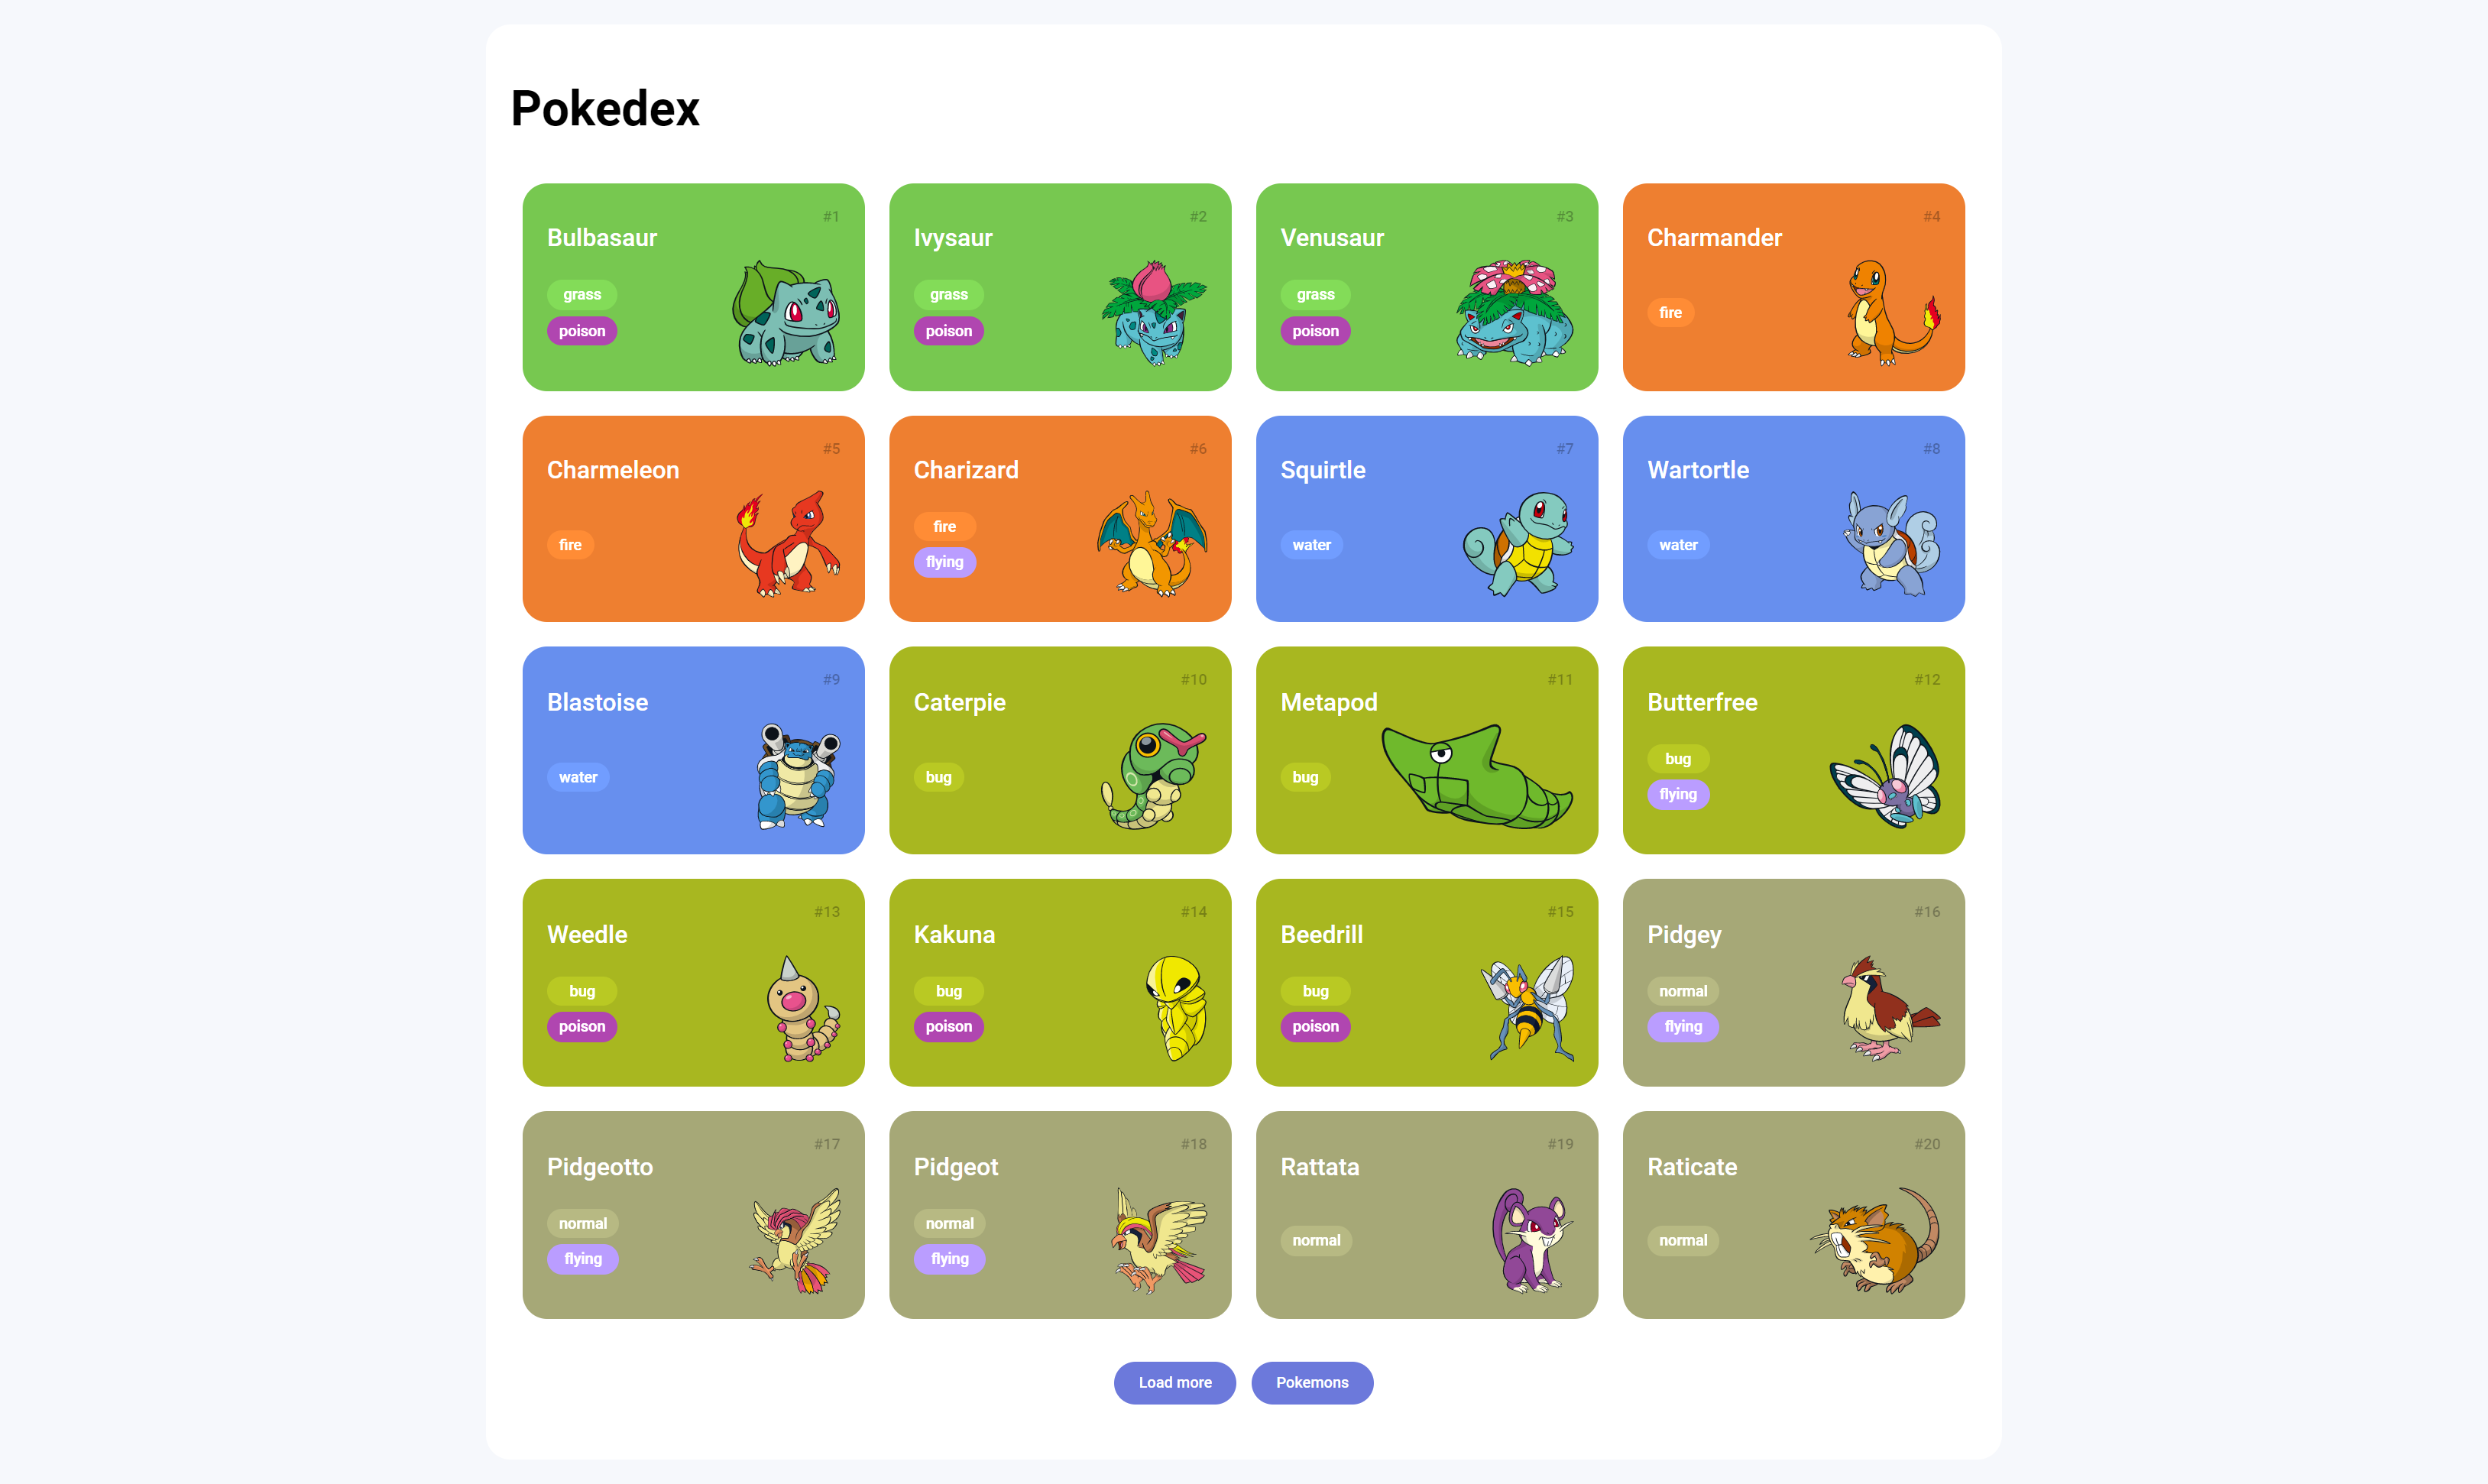 Pokedex
#1
Bulbasaur
grass
poison
#2
Ivysaur
grass
poison
#3
Venusaur
grass
poison
#4
Charmander
fire
#5
Charmeleon
fire
#6
Charizard
fire
flying
#7
Squirtle
water
#8
Wartortle
water
#9
Blastoise
water
#10
Caterpie
bug
#11
Metapod
bug
#12
Butterfree
bug
flying
#13
Weedle
bug
poison
#14
Kakuna
bug
poison
#15
Beedrill
bug
poison
#16
Pidgey
normal
flying
#17
Pidgeotto
normal
flying
#18
Pidgeot
normal
flying
#19
Rattata
normal
#20
Raticate
normal
Load more
Pokemons